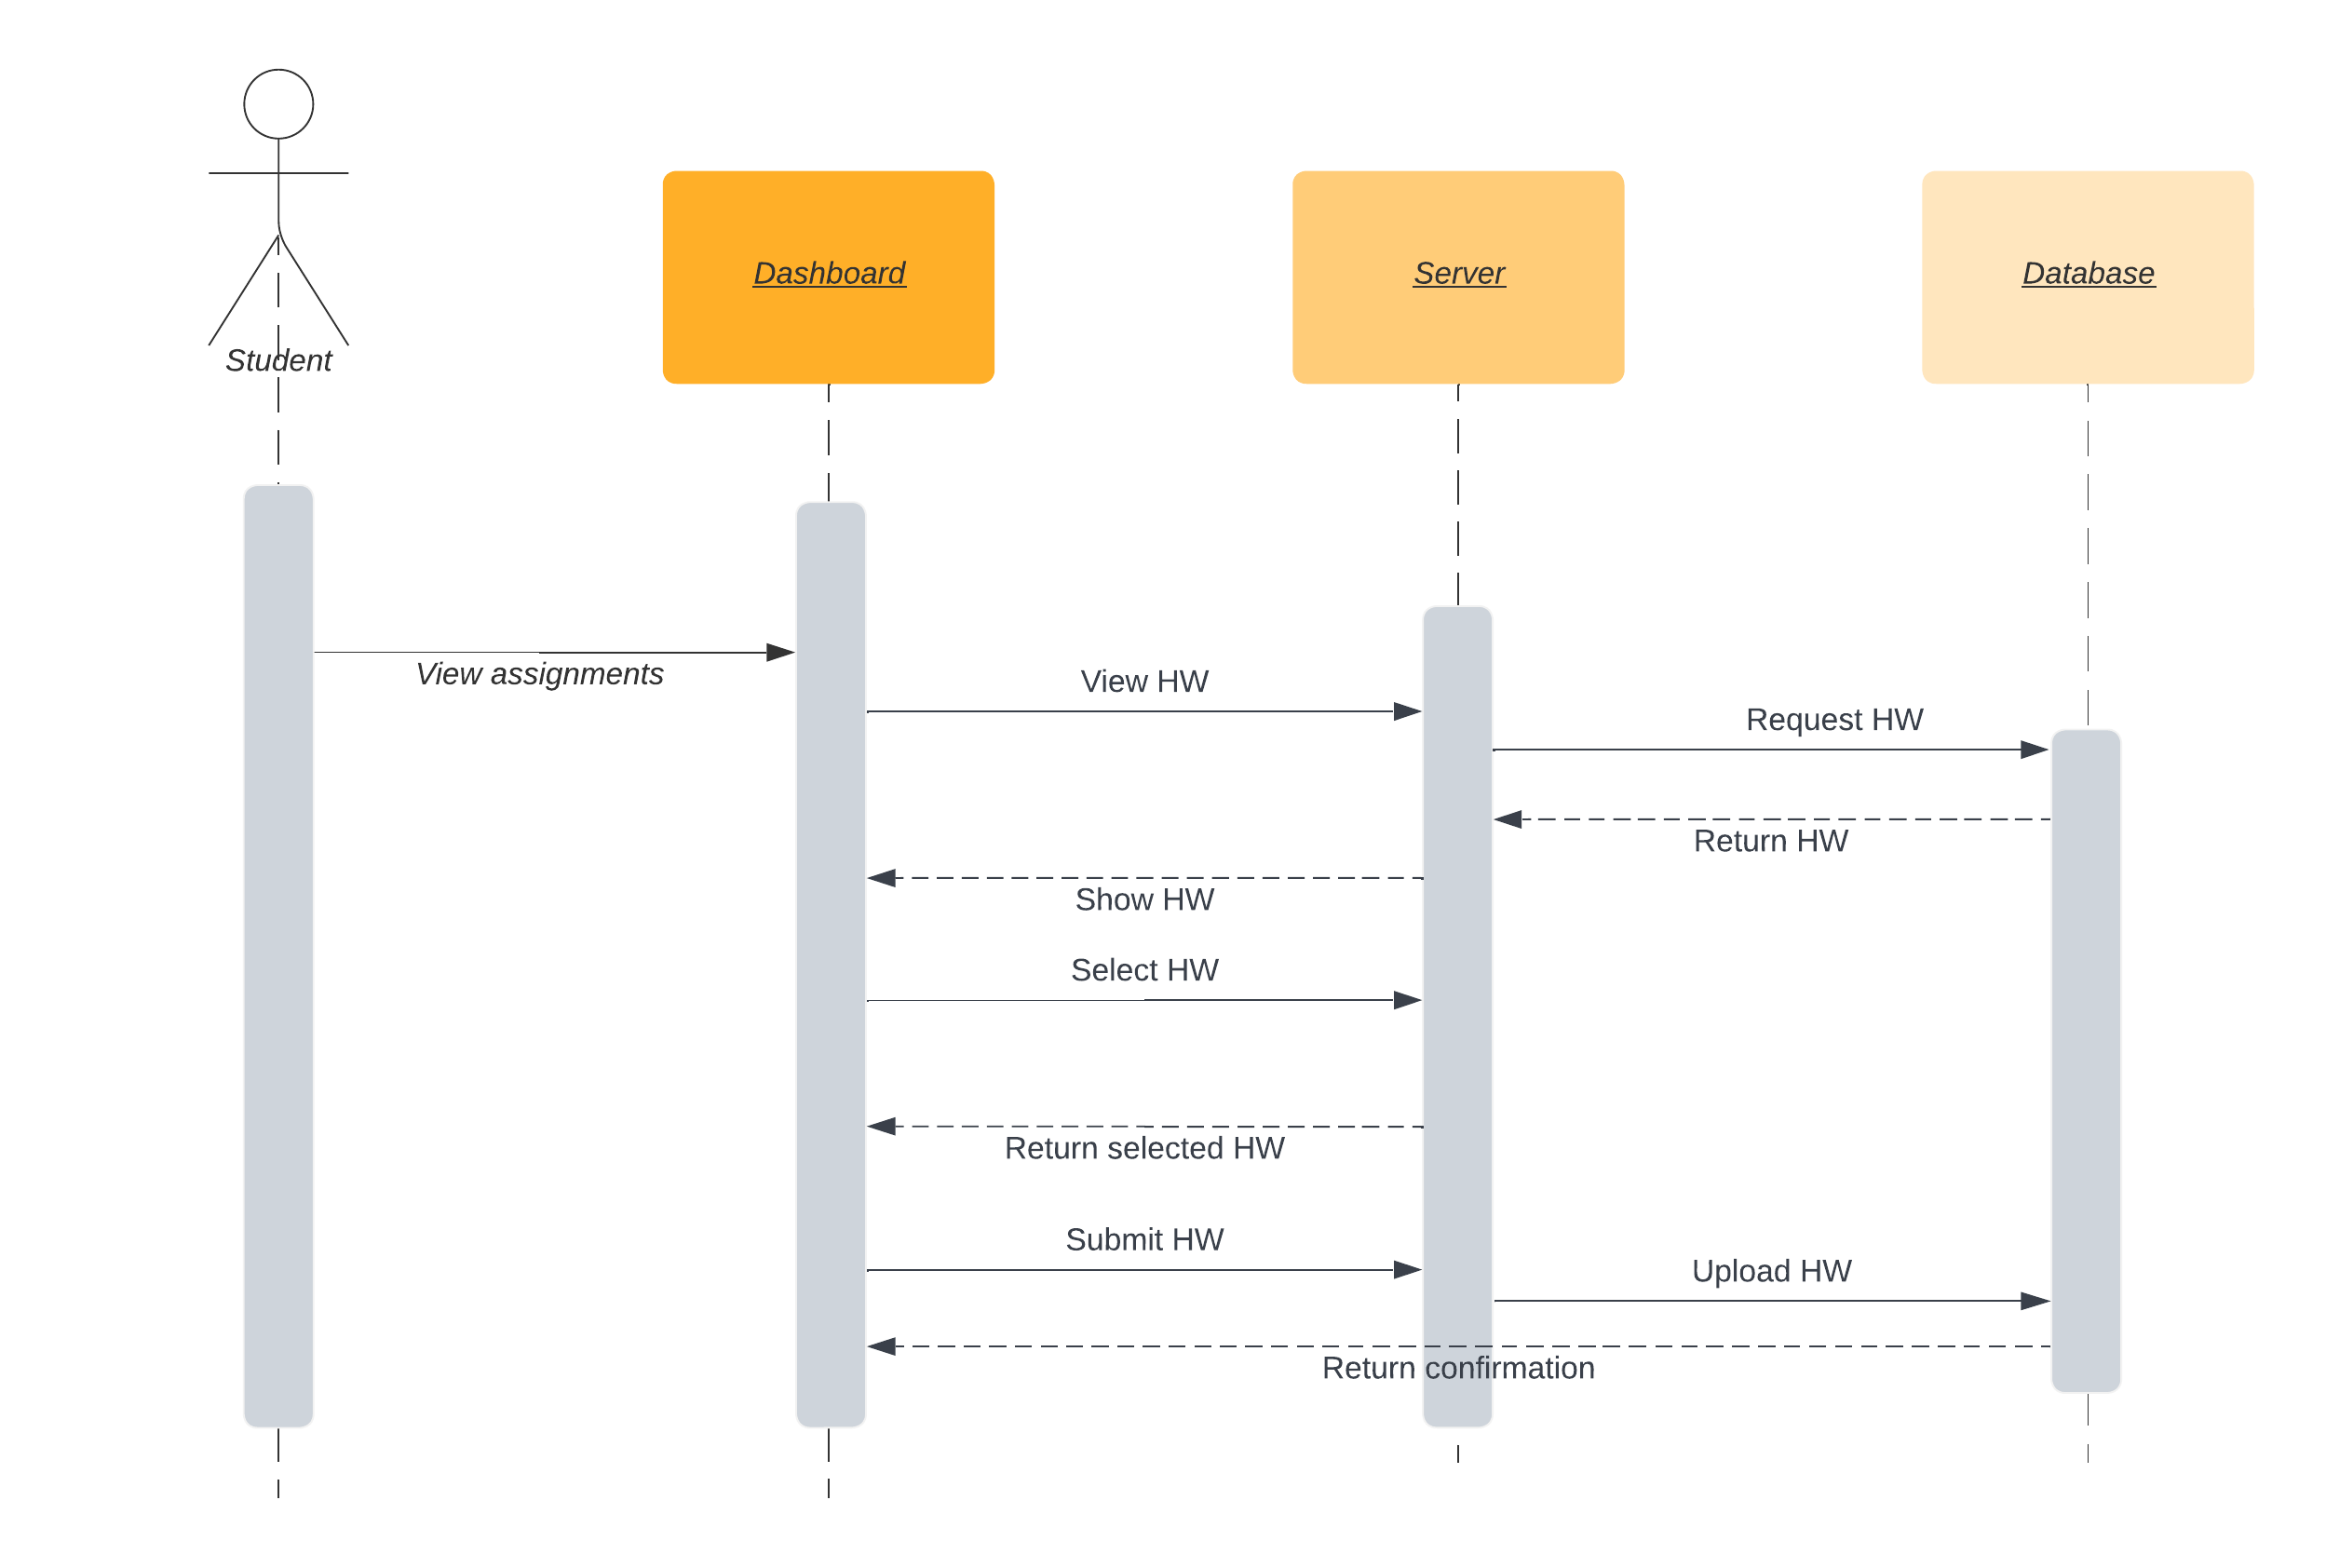 Student
Dashboard
Server
Database
View assignments
View HW
Request HW
Return HW
Show HW
Select HW
Return selected HW
Submit HW
Upload HW
Return confirmation